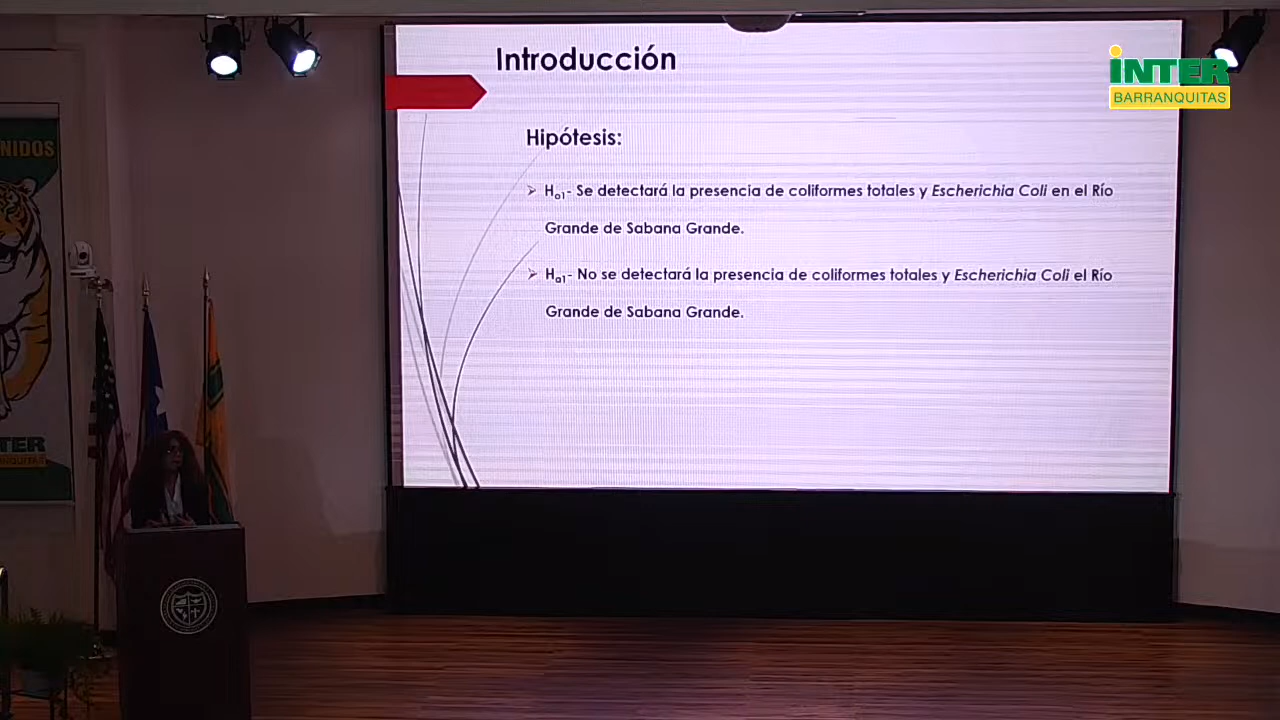 Introducción
INTER
BARRANQUITAS
NIDOS
Hipótesis:
Ho1- Se detectará la presencia de coliformes totales y Escherichia Coli en el Río
Grande de Sabana Grande.
Ha1- No se detectará la presencia de coliformes totales y Escherichia Coli el Río
Grande de Sabana Grande.
TER
ANQUITAS